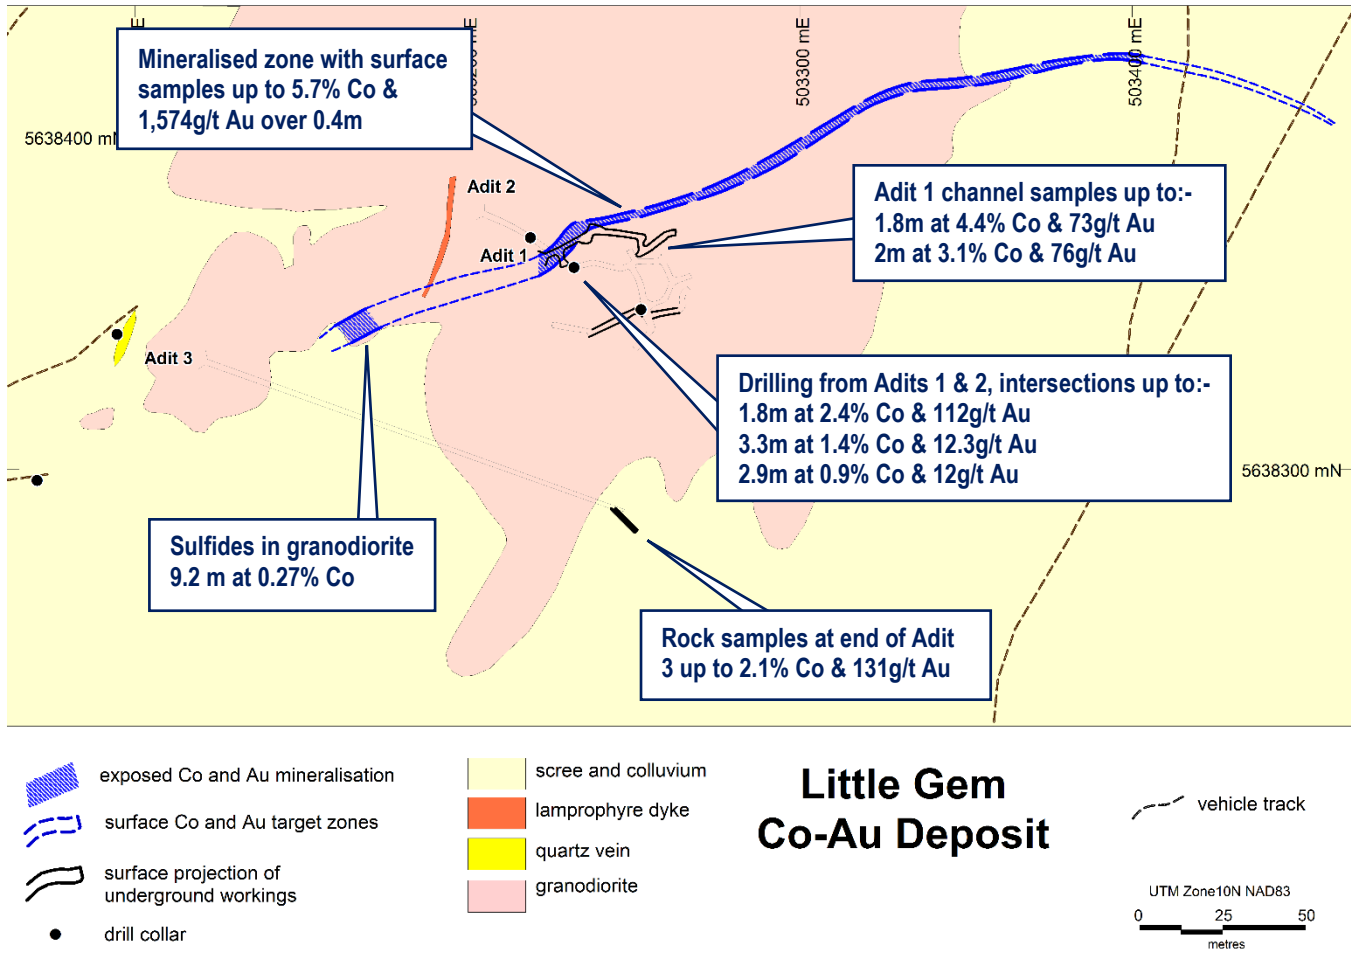 Mineralised zone with surface
samples up to 5.7% Co &
1,574g/t Au over 0.4m
503300 mE
503400 mE
5638400 mN
Adit 2
Adit 1
Adit 3
Adit 1 channel samples up to:-
1.8m at 4.4% Co & 73g/t Au
2m at 3.1% Co & 76g/t Au
Drilling from Adits 1 & 2, intersections up to:-
1.8m at 2.4% Co & 112g/t Au
3.3m at 1.4% Co & 12.3g/t Au
2.9m at 0.9% Co & 12g/t Au
5638300 mN
Sulfides in granodiorite
9.2 m at 0.27% Co
Rock samples at end of Adit
3 up to 2.1% Co & 131g/t Au
exposed Co and Au mineralisation
surface Co and Au target zones
surface projection of
underground workings
drill collar
scree and colluvium
lamprophyre dyke
quartz vein
granodiorite
Little Gem
Co-Au Deposit
vehicle track
UTM Zone10N NAD83
0 25 50
metres